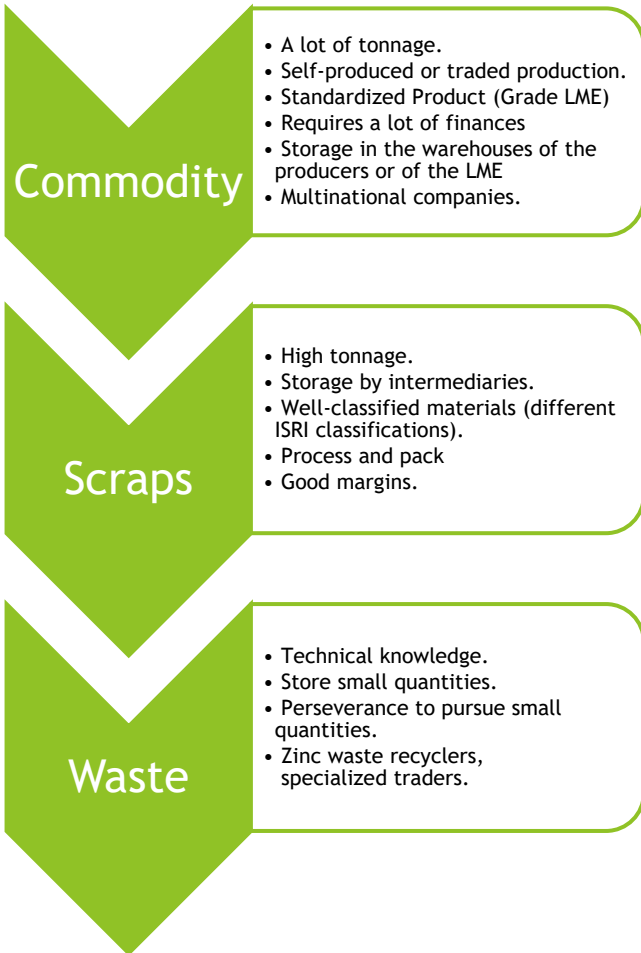 Commodity
• A lot of tonnage.
• Self-produced or traded production.
• Standardized Product (Grade LME)
• Requires a lot of finances
• Storage in the warehouses of the
producers or of the LME
• Multinational companies.
Scraps
• High tonnage.
• Storage by intermediaries.
• Well-classified materials (different
ISRI classifications).
• Process and pack
• Good margins.
Waste
• Technical knowledge.
• Store small quantities.
• Perseverance to pursue small
quantities.
• Zinc waste recyclers,
specialized traders.